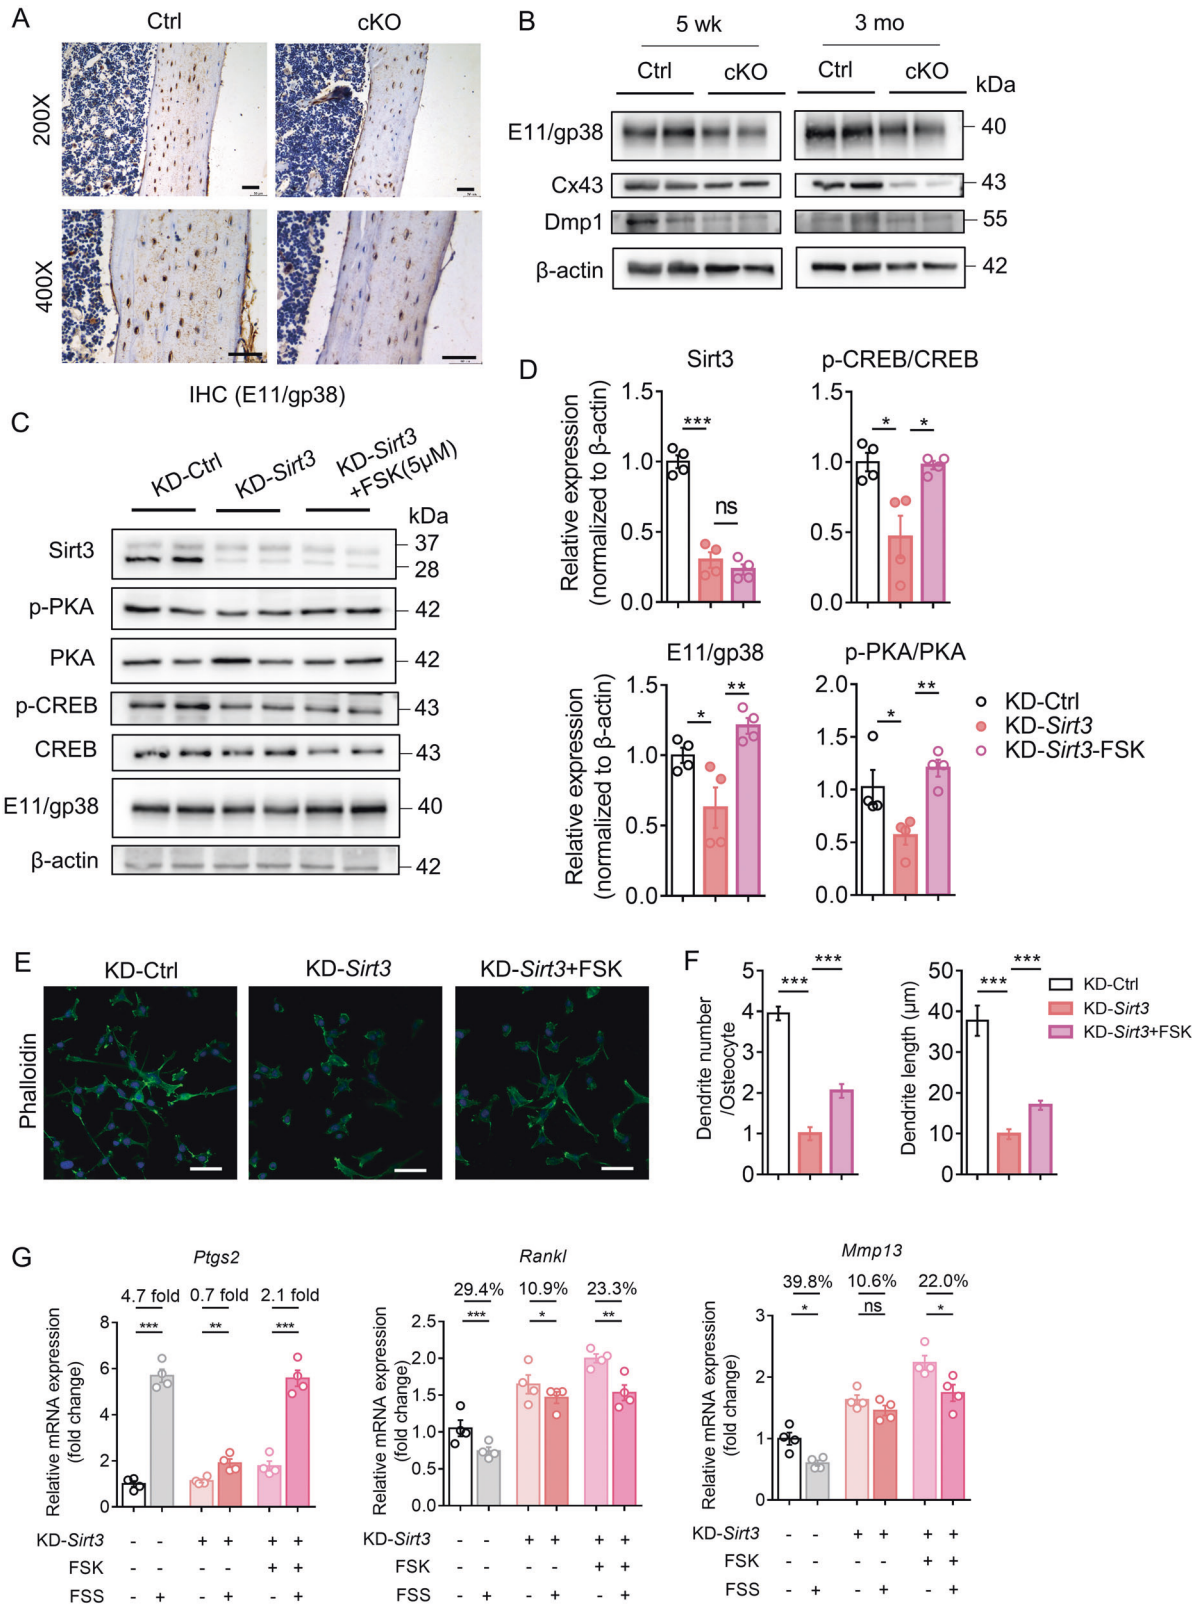 A
Ctrl
cKO
200X
400X
IHC (E11/gp38)
B
5 wk
3 mo
Ctrl
cKO
Ctrl
cKO
kDa
E11/gp38
40
Cx43
43
Dmp1
55
β-actin
42
C
KD-Ctrl
KD-Sirt3
KD-Sirt3
+FSK(5μM)
kDa
Sirt3
37
28
p-PKA
42
PKA
42
p-CREB
43
CREB
43
E11/gp38
40
β-actin
42
D
Sirt3
Relative expression
(normalized to β-actin)
1.5
1.0
0.5
0.0
***
ns
p-CREB/CREB
1.5
1.0
0.5
0.0
*
*
E11/gp38
Relative expression
(normalized to β-actin)
1.5
1.0
0.5
0.0
*
**
p-PKA/PKA
2.0
1.5
1.0
0.5
0.0
*
**
KD-Ctrl
KD-Sirt3
KD-Sirt3-FSK
E
KD-Ctrl
KD-Sirt3
KD-Sirt3+FSK
Phalloidin
F
Dendrite number
/Osteocyte
5
4
3
2
1
0
***
***
Dendrite length (μm)
50
40
30
20
10
0
***
***
KD-Ctrl
KD-Sirt3
KD-Sirt3+FSK
G
Ptgs2
4.7 fold
0.7 fold
2.1 fold
***
**
***
Relative mRNA expression
(fold change)
8
6
4
2
0
Rankl
29.4%
10.9%
23.3%
***
*
**
Relative mRNA expression
(fold change)
2.5
2.0
1.5
1.0
0.5
0.0
Mmp13
39.8%
10.6%
22.0%
*
ns
*
Relative mRNA expression
(fold change)
3
2
1
0
KD-Sirt3 - - + + + +
FSK - - - - + +
FSS - + - + - +
KD-Sirt3 - - + + + +
FSK - - - - + +
FSS - + - + - +
KD-Sirt3 - - + + + +
FSK - - - - + +
FSS - + - + - +